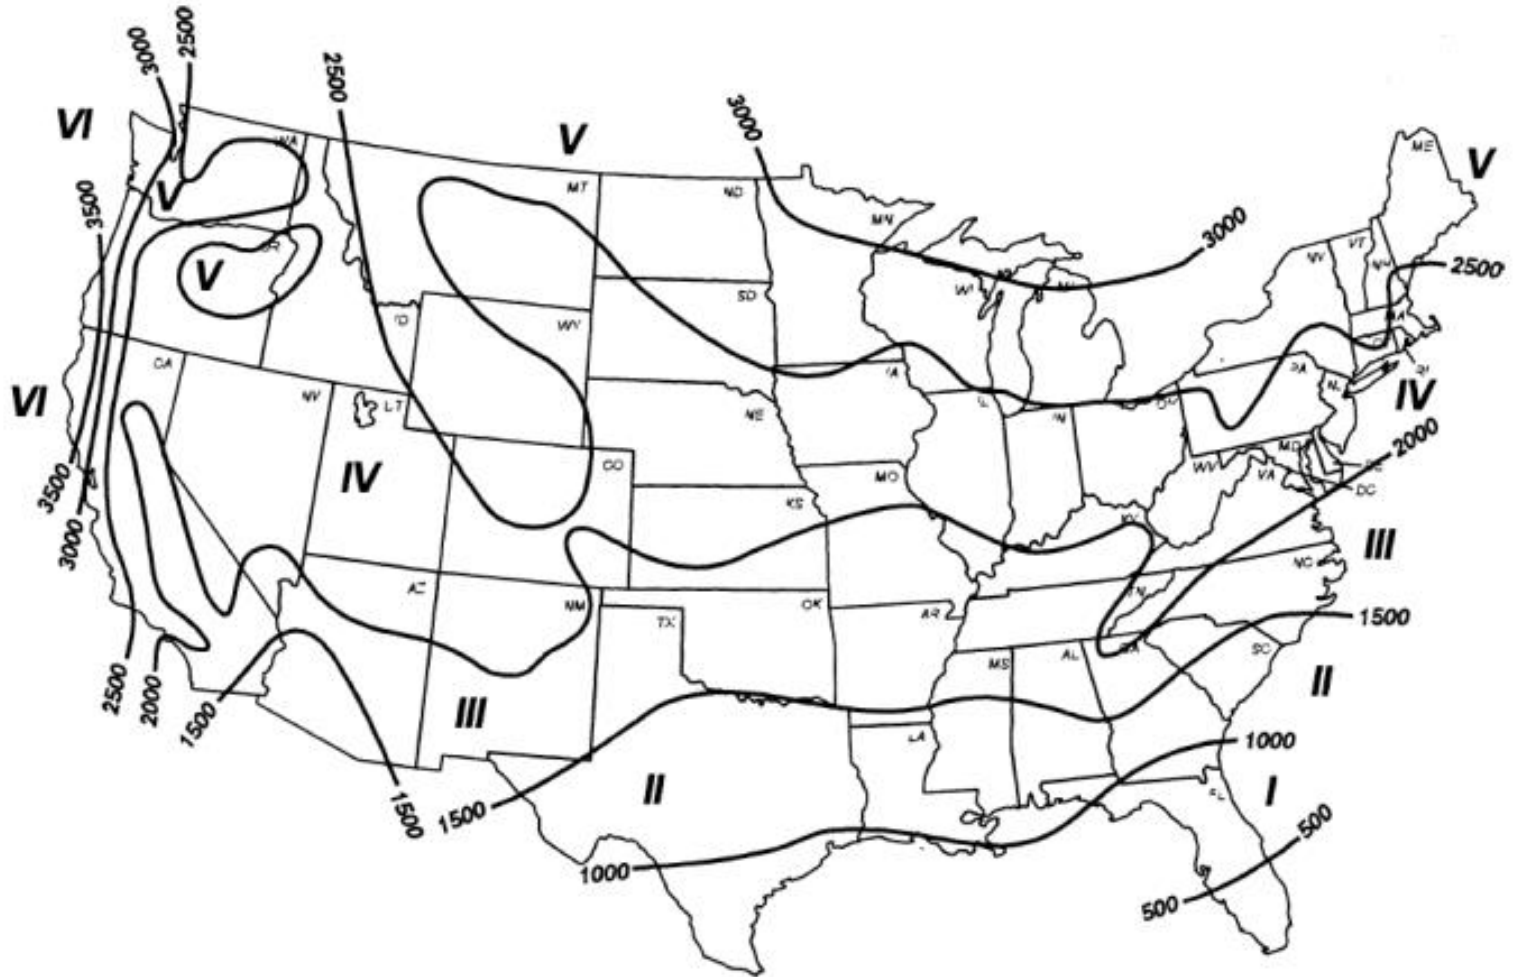 2500
3000
2500
3000
VI
V
V
V
3500
3000
2500
V
V
VI
IV
IV
2000
3500
3000
III
1500
2500
2000
1500
III
II
1000
II
I
1500
1500
1000
500
500
WA
MT
ND
MN
ME
VT
NY
OR
ID
WY
SD
WI
MI
MA
RI
CA
NV
NE
IA
IL
IN
PA
NJ
CO
KS
MO
WV
VA
MD
DC
KY
AZ
NM
TX
OK
AR
TN
NC
SC
MS
AL
GA
LA
FL